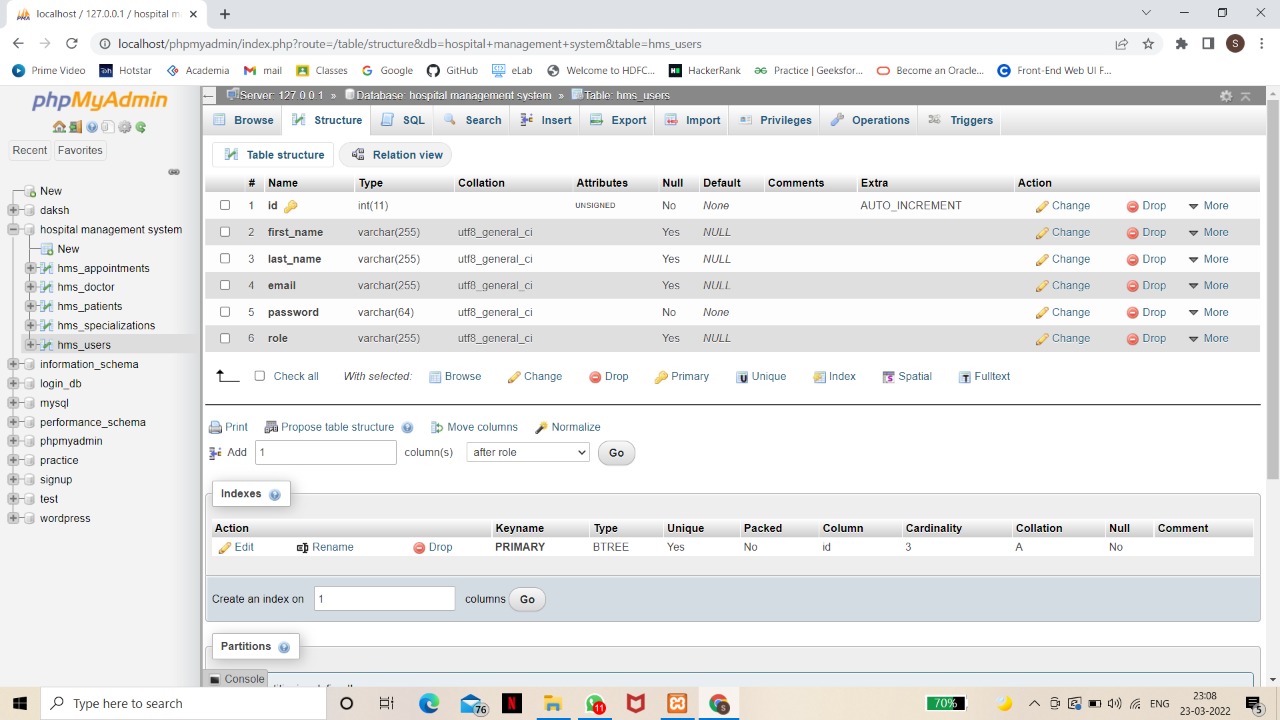 localhost / 127.0.0.1 / hospital m
localhost/phpmyadmin/index.php?route=/table/structure&db=hospital+management+system&table=hms_users
S
Prime Video Hotstar Academia mail Classes Google GitHub eLab Welcome to HDFC... HackerRank Practice | Geeksfor... Become an Oracle... Front-End Web UI F...
phpMyAdmin
Recent Favorites
New
daksh
hospital management system
New
hms_appointments
hms_doctor
hms_patients
hms_specializations
hms_users
information_schema
login_db
mysql
performance_schema
phpmyadmin
practice
signup
test
wordpress
Server: 127.0.0.1 » Database: hospital management system » Table: hms_users
Browse Structure SQL Search Insert Export Import Privileges Operations Triggers
Table structure Relation view
# Name Type Collation Attributes Null Default Comments Extra Action
1 id int(11) UNSIGNED No None AUTO_INCREMENT Change Drop More
2 first_name varchar(255) utf8_general_ci Yes NULL Change Drop More
3 last_name varchar(255) utf8_general_ci Yes NULL Change Drop More
4 email varchar(255) utf8_general_ci Yes NULL Change Drop More
5 password varchar(64) utf8_general_ci No None Change Drop More
6 role varchar(255) utf8_general_ci Yes NULL Change Drop More
Check all With selected: Browse Change Drop Primary Unique Index Spatial Fulltext
Print Propose table structure Move columns Normalize
Add 1 column(s) after role Go
Indexes
Action Keyname Type Unique Packed Column Cardinality Collation Null Comment
Edit Rename Drop PRIMARY BTREE Yes No id 3 A No
Create an index on 1 columns Go
Partitions
Console
Type here to search
76
11
70%
ENG
23:08
23-03-2022
5